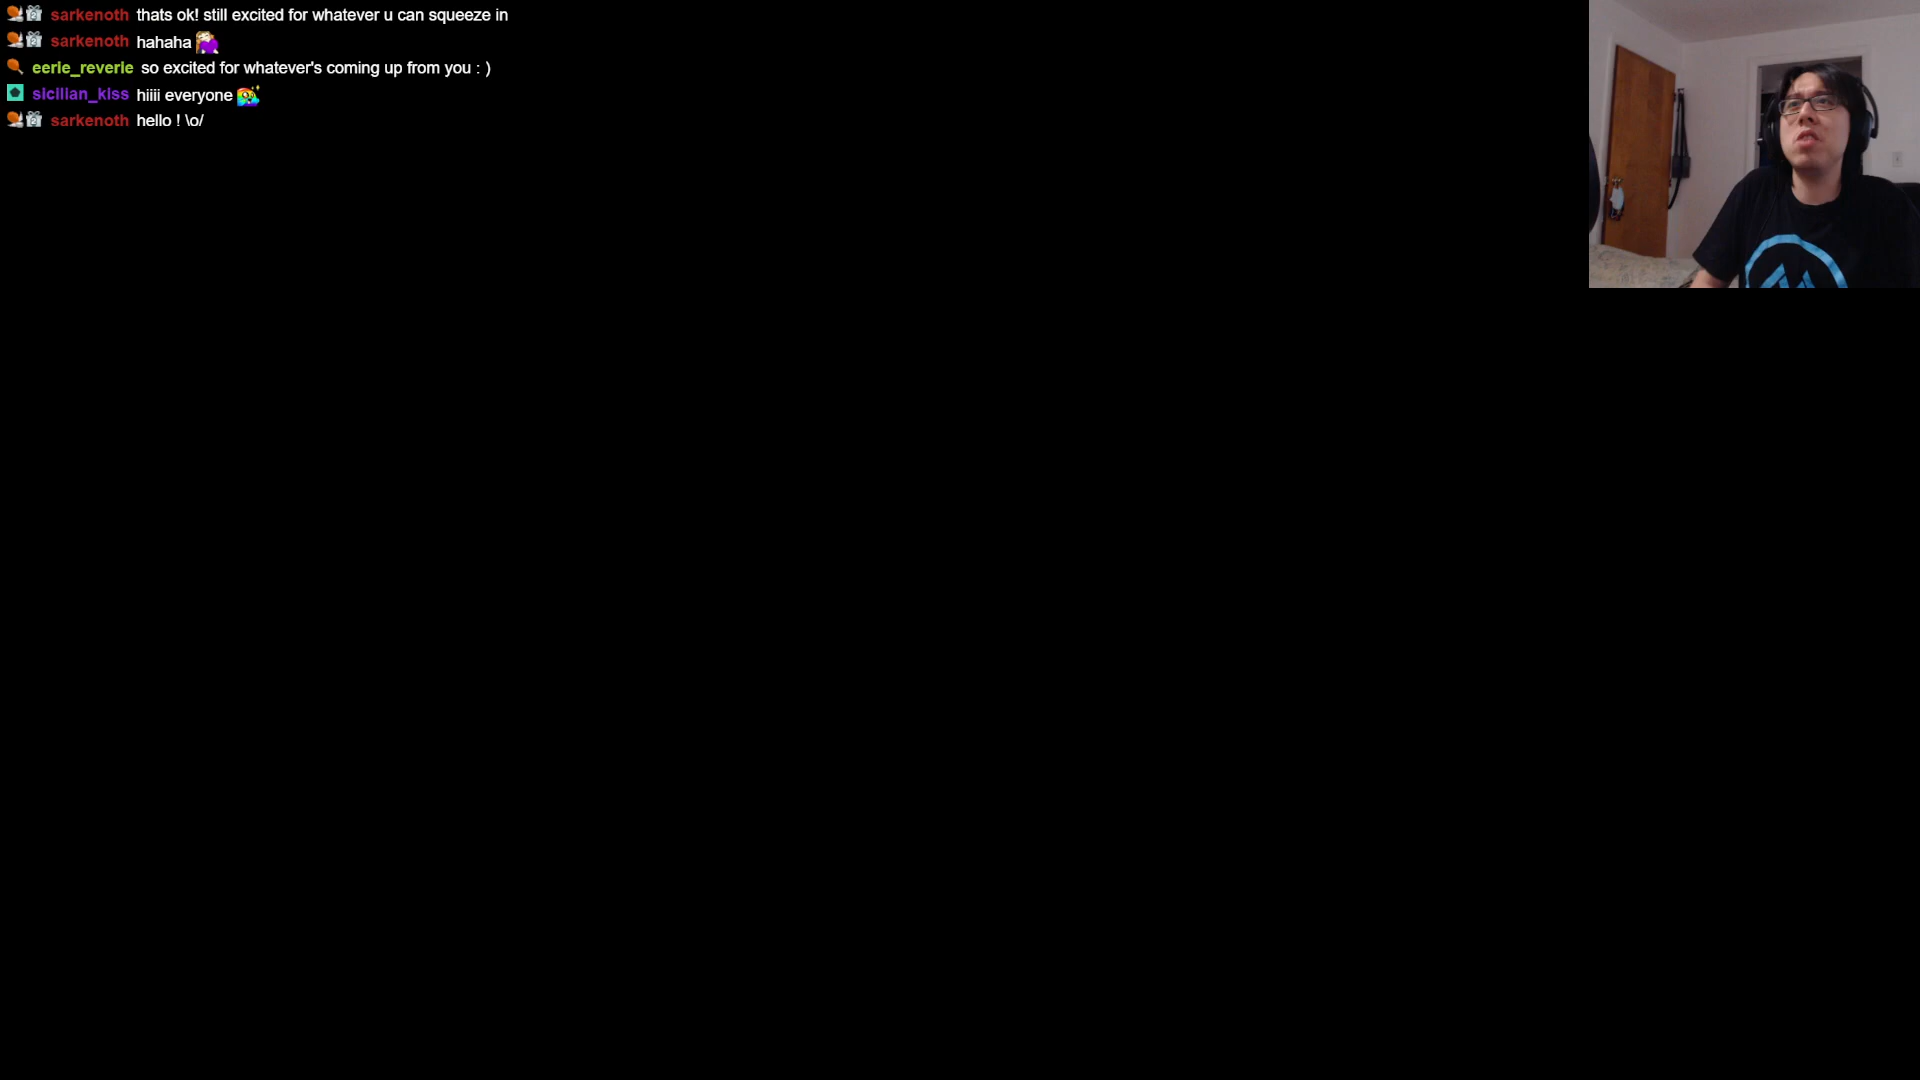 sarkenoth thats ok! still excited for whatever u can squeeze in
sarkenoth hahaha
eerie_reverie so excited for whatever's coming up from you : )
sicilian_kiss hiiii everyone
sarkenoth hello ! \o/